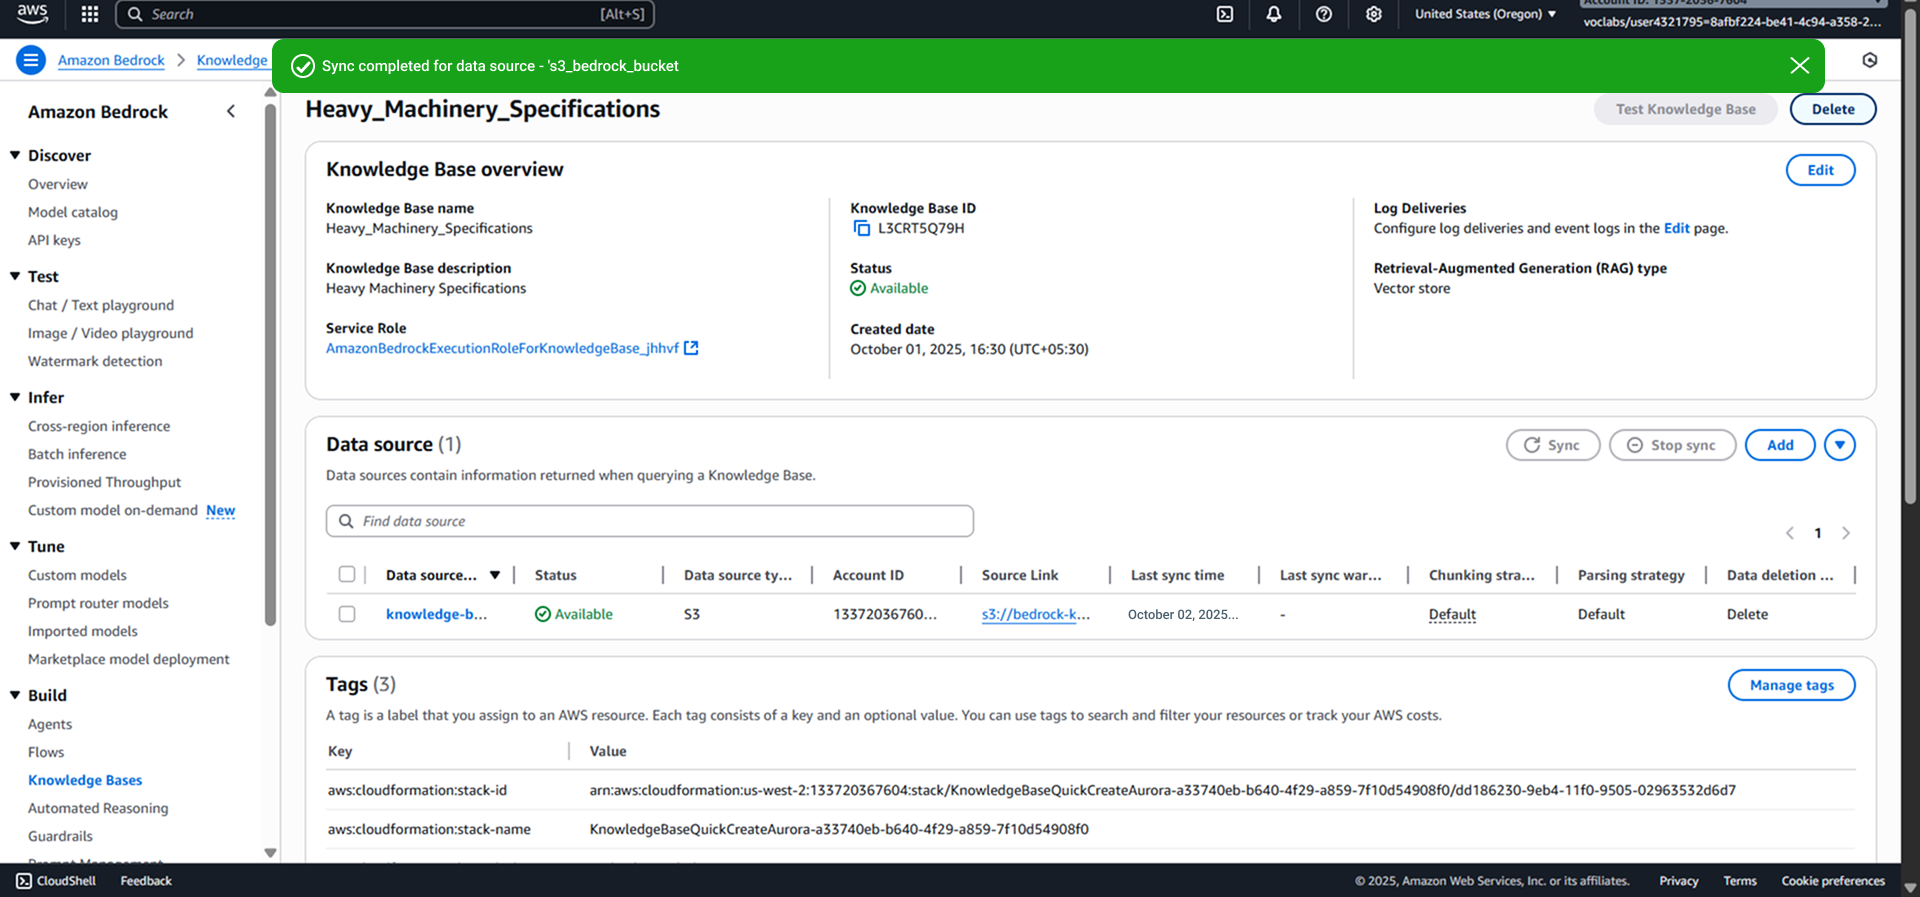 aws
Search
[Alt+S]
United States (Oregon)
voclabs/user4321795=8afbf224-be41-4c94-a358-2...
Amazon Bedrock
Knowledge
Sync completed for data source - 's3_bedrock_bucket
Amazon Bedrock
Discover
Overview
Model catalog
API keys
Test
Chat / Text playground
Image / Video playground
Watermark detection
Infer
Cross-region inference
Batch inference
Provisioned Throughput
Custom model on-demand New
Tune
Custom models
Prompt router models
Imported models
Marketplace model deployment
Build
Agents
Flows
Knowledge Bases
Automated Reasoning
Guardrails
Heavy_Machinery_Specifications
Test Knowledge Base
Delete
Knowledge Base overview
Edit
Knowledge Base name
Heavy_Machinery_Specifications
Knowledge Base description
Heavy Machinery Specifications
Service Role
AmazonBedrockExecutionRoleForKnowledgeBase_jhhvf
Knowledge Base ID
L3CRT5Q79H
Status
Available
Created date
October 01, 2025, 16:30 (UTC+05:30)
Log Deliveries
Configure log deliveries and event logs in the Edit page.
Retrieval-Augmented Generation (RAG) type
Vector store
Data source (1)
Sync
Stop sync
Add
Data sources contain information returned when querying a Knowledge Base.
Find data source
1
Data source... Status Data source ty... Account ID Source Link Last sync time Last sync war... Chunking stra... Parsing strategy Data deletion ...
knowledge-b... Available S3 13372036760... s3://bedrock-k... October 02, 2025... - Default Default Delete
Tags (3)
Manage tags
A tag is a label that you assign to an AWS resource. Each tag consists of a key and an optional value. You can use tags to search and filter your resources or track your AWS costs.
Key Value
aws:cloudformation:stack-id arn:aws:cloudformation:us-west-2:133720367604:stack/KnowledgeBaseQuickCreateAurora-a33740eb-b640-4f29-a859-7f10d54908f0/dd186230-9eb4-11f0-9505-02963532d6d7
aws:cloudformation:stack-name KnowledgeBaseQuickCreateAurora-a33740eb-b640-4f29-a859-7f10d54908f0
CloudShell Feedback
© 2025, Amazon Web Services, Inc. or its affiliates. Privacy Terms Cookie preferences